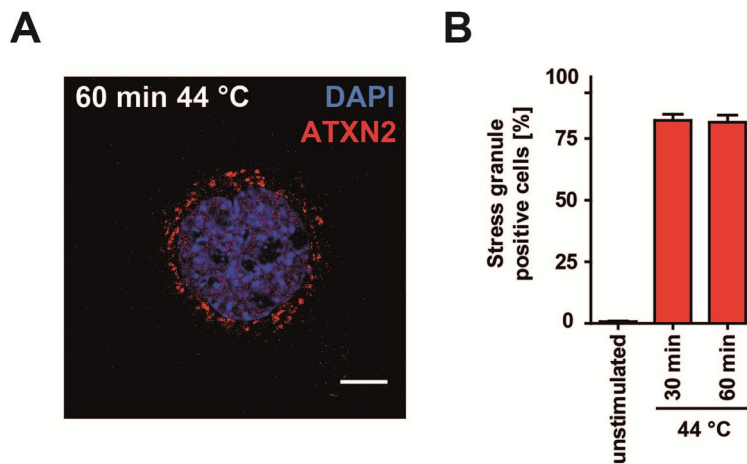 A
60 min 44 °C
DAPI
ATXN2
B
Stress granule
positive cells [%]
100
75
50
25
0
unstimulated
30 min
60 min
44 °C